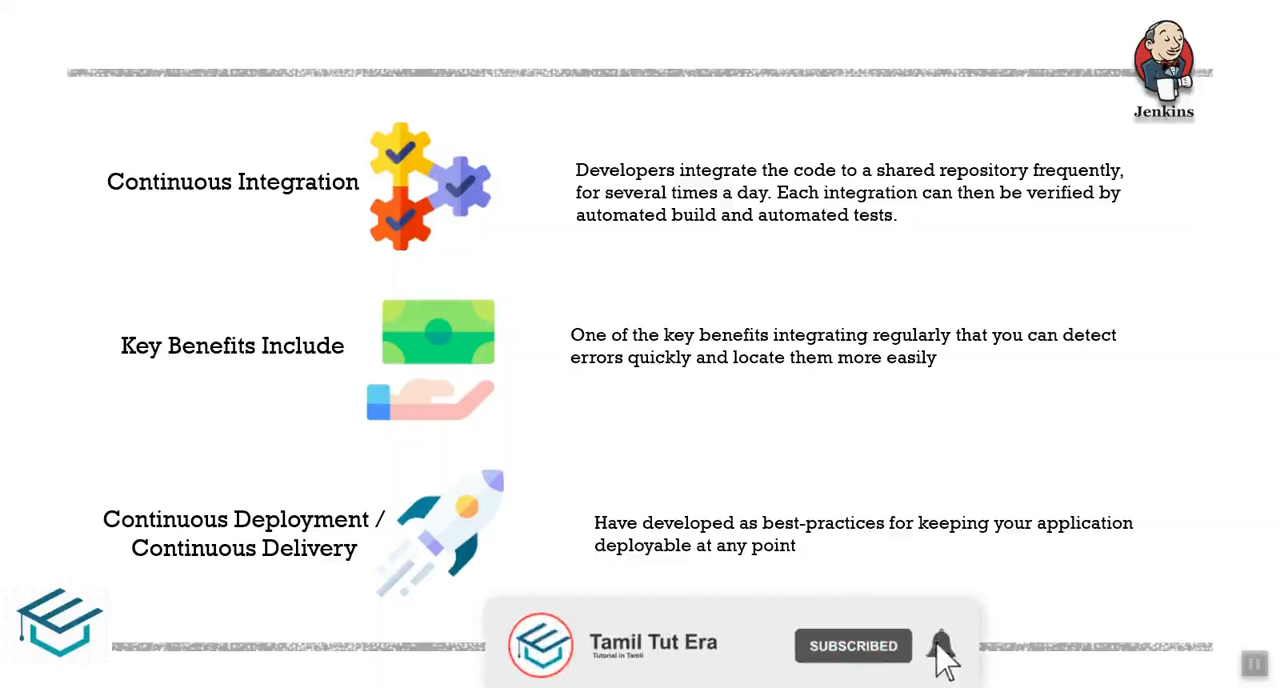 Jenkins
Continuous Integration
Developers integrate the code to a shared repository frequently,
for several times a day. Each integration can then be verified by
automated build and automated tests.
Key Benefits Include
One of the key benefits integrating regularly that you can detect
errors quickly and locate them more easily
Continuous Deployment /
Continuous Delivery
Have developed as best-practices for keeping your application
deployable at any point
Tamil Tut Era
Tutorial in Tamil
SUBSCRIBED